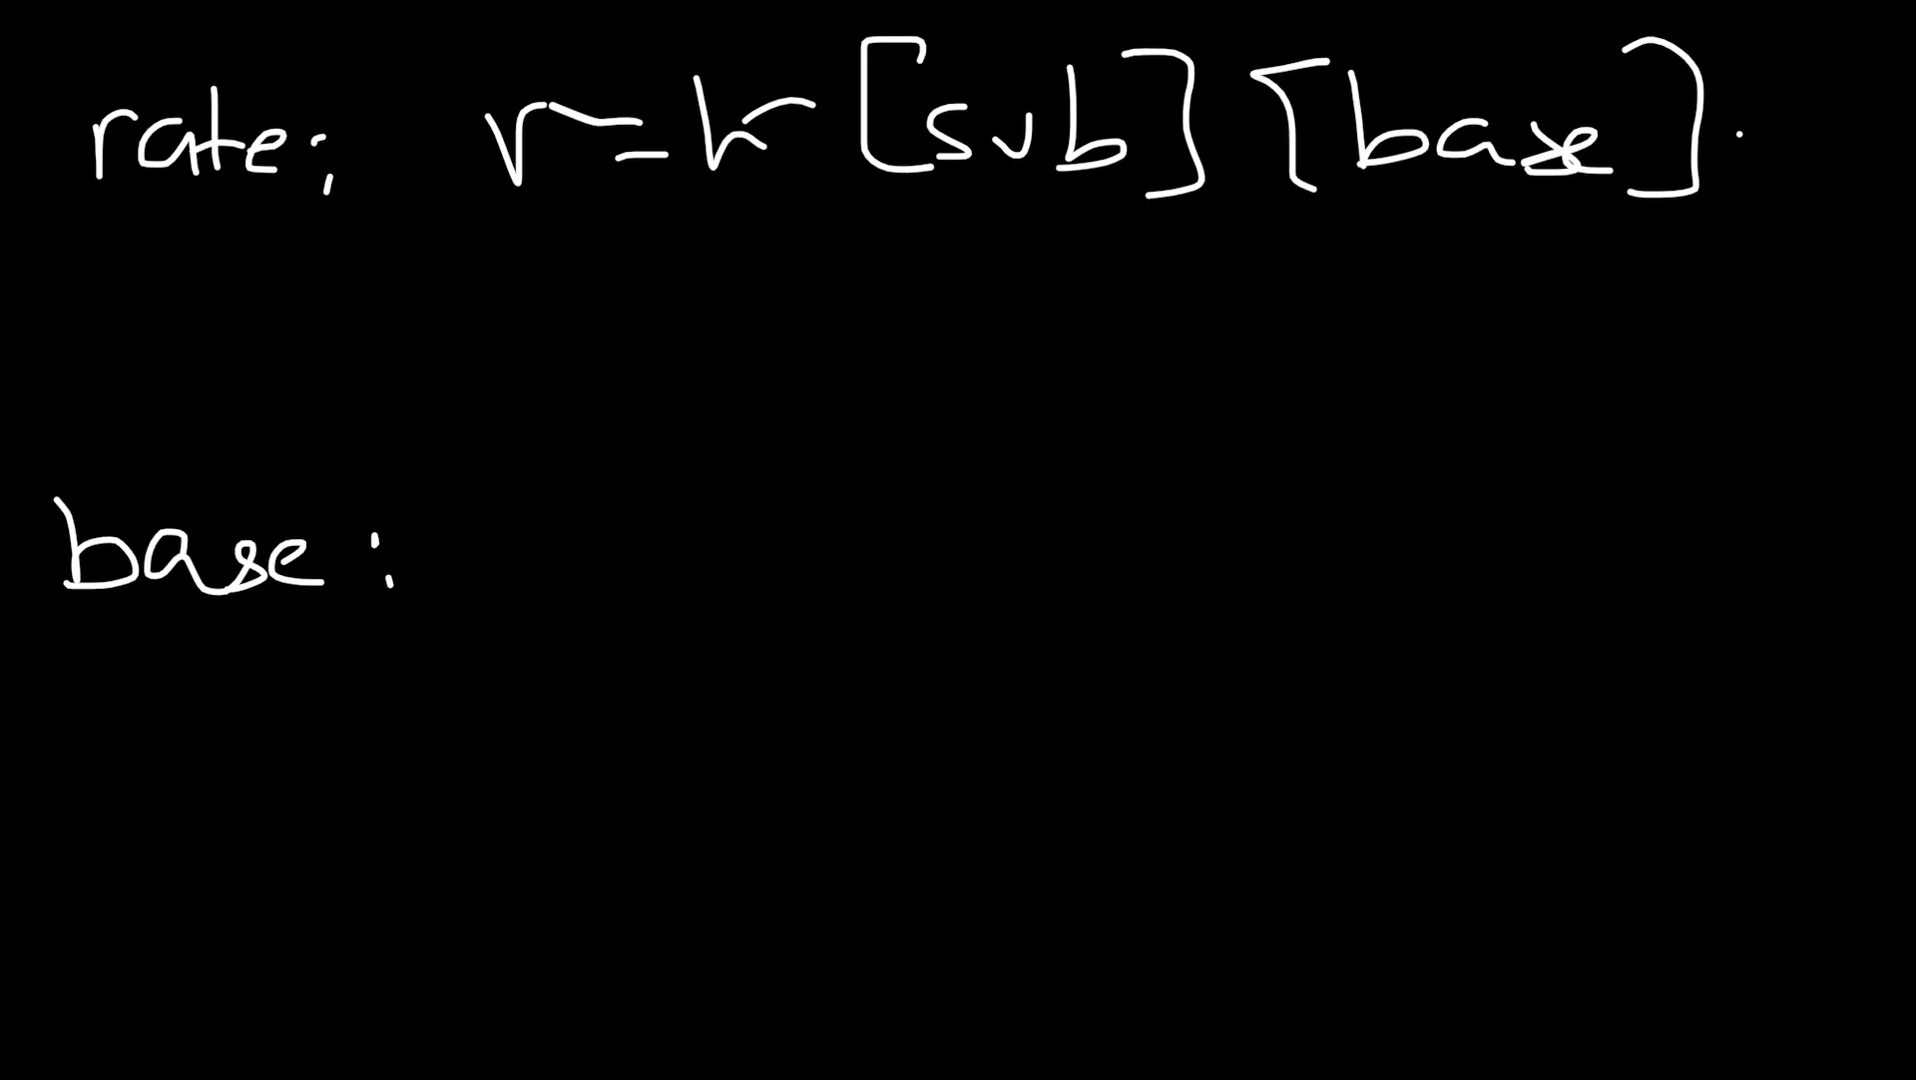 rate: r = k [sub] [base].
base: